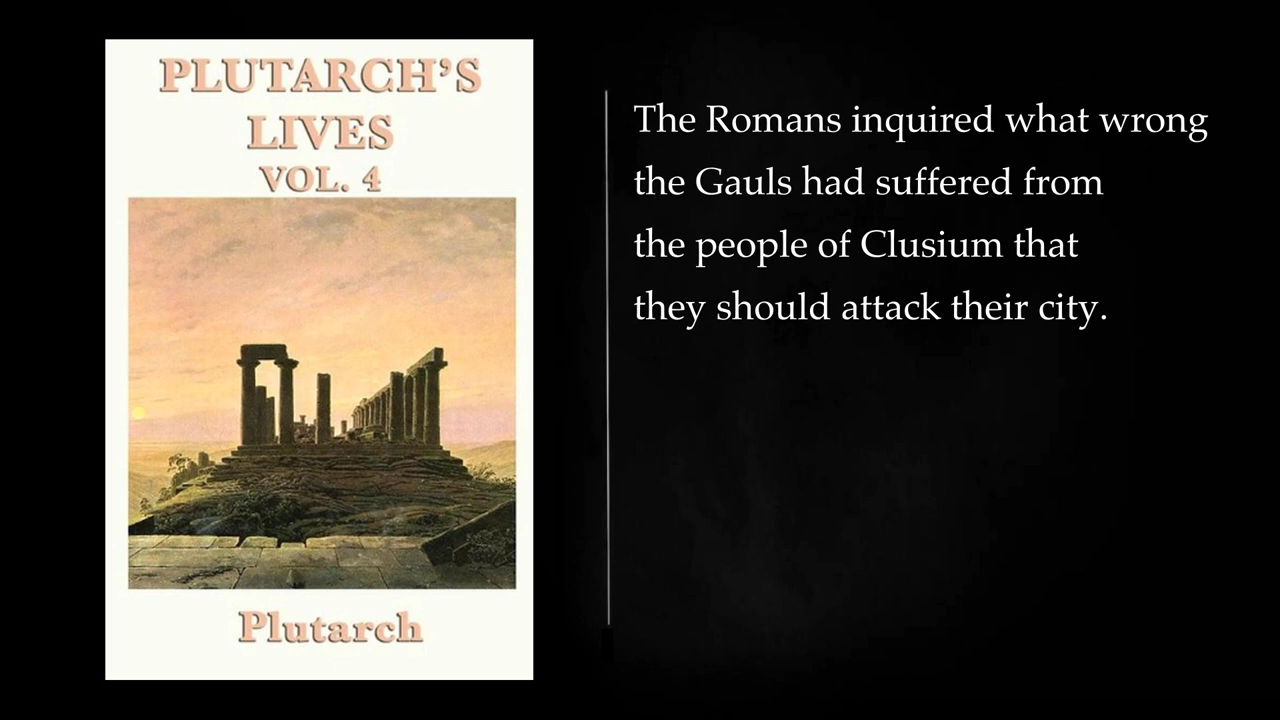 PLUTARCH'S
LIVES
VOL. 4
Plutarch
The Romans inquired what wrong
the Gauls had suffered from
the people of Clusium that
they should attack their city.